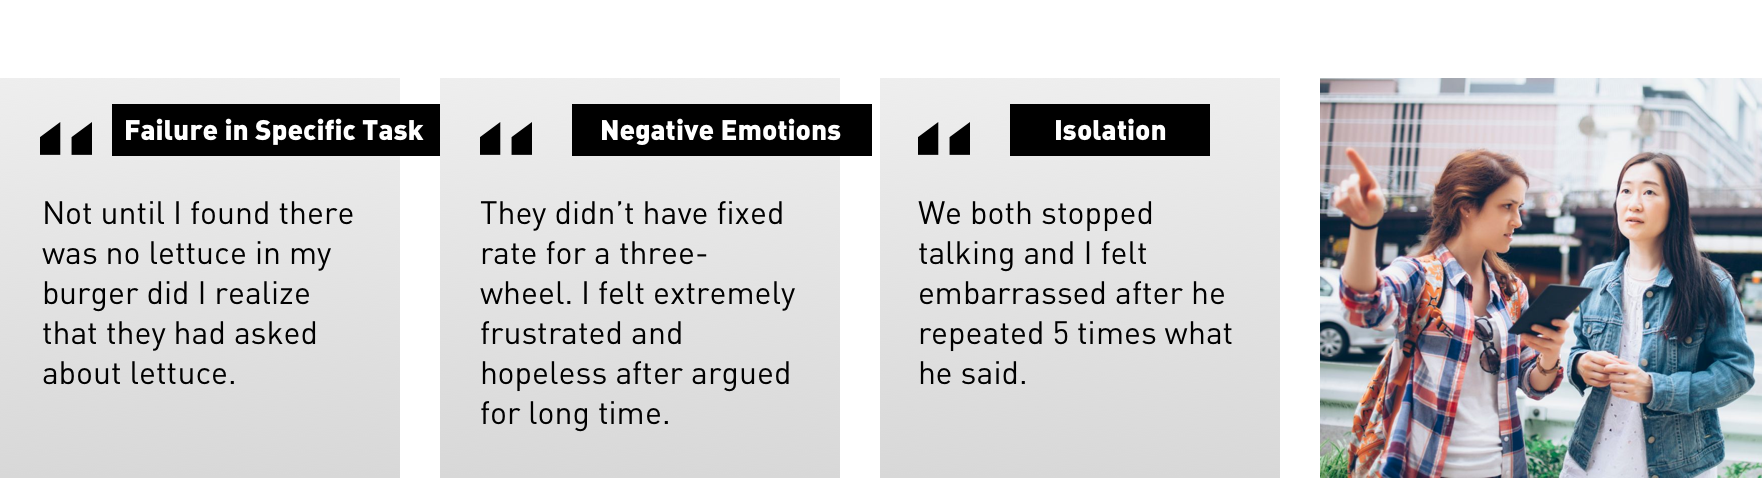 Failure in Specific Task
Not until I found there
was no lettuce in my
burger did I realize
that they had asked
about lettuce.
Negative Emotions
They didn’t have fixed
rate for a three-
wheel. I felt extremely
frustrated and
hopeless after argued
for long time.
Isolation
We both stopped
talking and I felt
embarrassed after he
repeated 5 times what
he said.